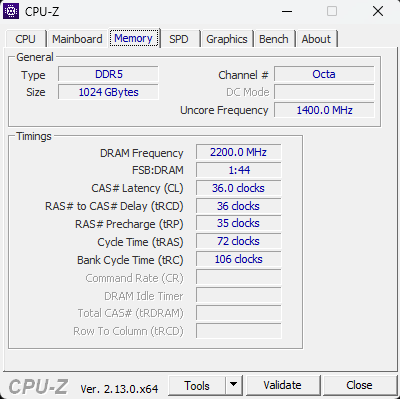 CPU-Z
CPU Mainboard Memory SPD Graphics Bench About
General
Type DDR5 Channel # Octa
Size 1024 GBytes DC Mode
Uncore Frequency 1400.0 MHz
Timings
DRAM Frequency 2200.0 MHz
FSB:DRAM 1:44
CAS# Latency (CL) 36.0 clocks
RAS# to CAS# Delay (tRCD) 36 clocks
RAS# Precharge (tRP) 35 clocks
Cycle Time (tRAS) 72 clocks
Bank Cycle Time (tRC) 106 clocks
Command Rate (CR)
DRAM Idle Timer
Total CAS# (tRDRAM)
Row To Column (tRCD)
CPU-Z Ver. 2.13.0.x64 Tools Validate Close